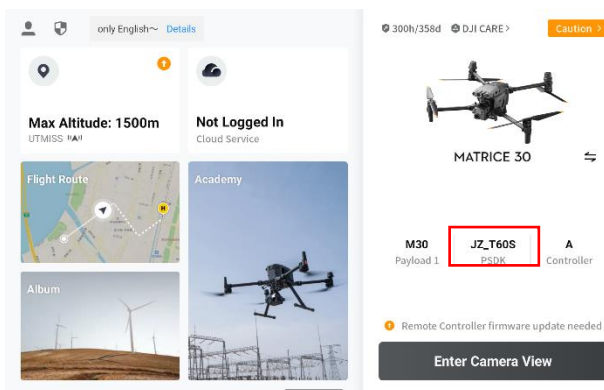 only English～ Details
Max Altitude: 1500m
UTMISS
Not Logged In
Cloud Service
Flight Route
H
Academy
Album
300h/358d DJI CARE >
Caution >
MATRICE 30
M30
Payload 1
JZ_T60S
PSDK
A
Controller
Remote Controller firmware update needed
Enter Camera View